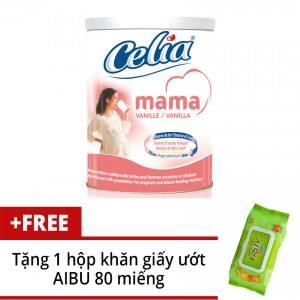 Celia
mama
VANILLE / VANILLA
+FREE
Tặng 1 hộp khăn giấy ướt
AIBU 80 miếng